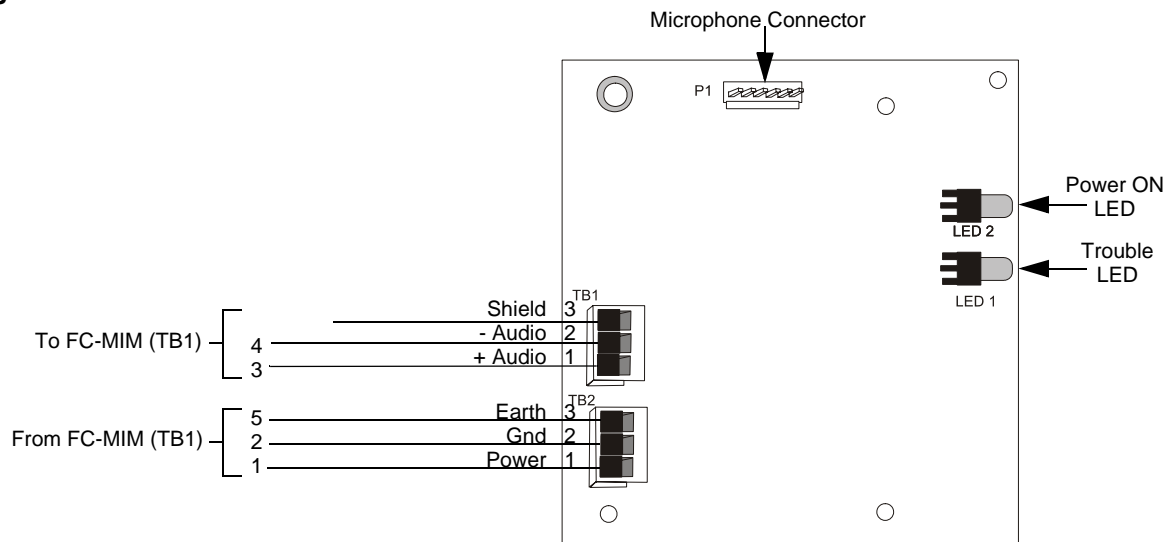 Microphone Connector
P1
Power ON
LED
LED 2
Trouble
LED
LED 1
TB1
Shield 3
To FC-MIM (TB1)
4 - Audio 2
3 + Audio 1
TB2
5 Earth 3
From FC-MIM (TB1)
2 Gnd 2
1 Power 1